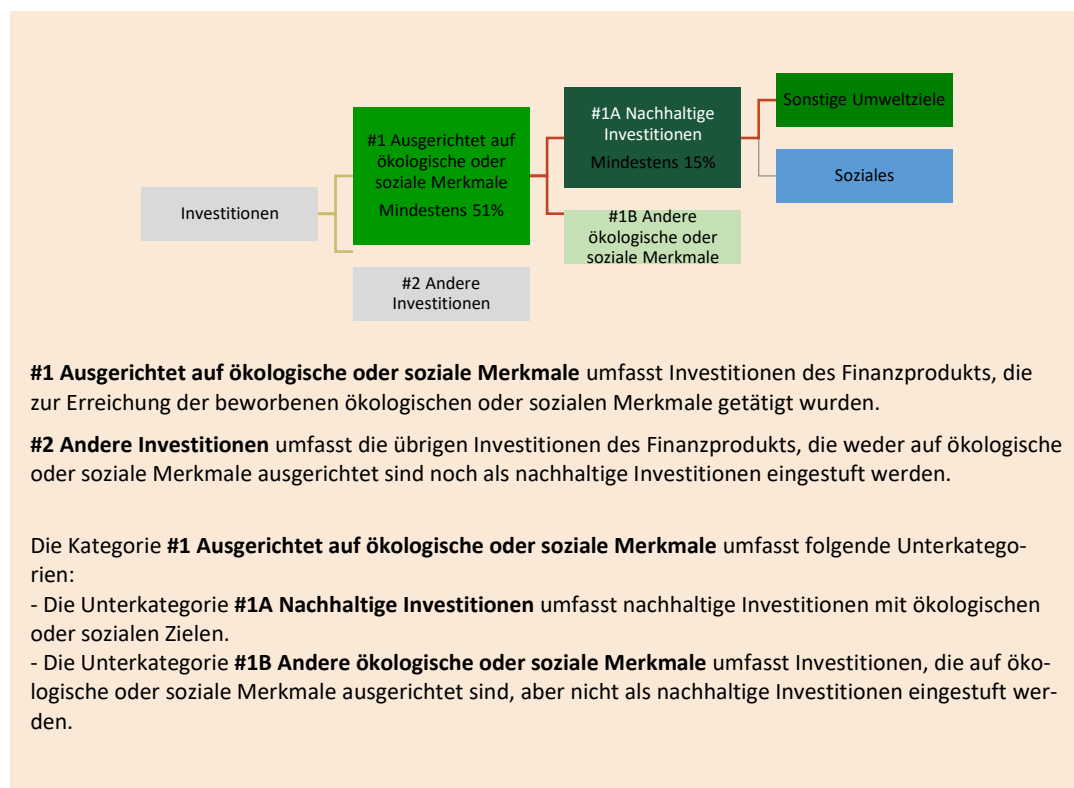 Investitionen
#1 Ausgerichtet auf
ökologische oder
soziale Merkmale
Mindestens 51%
#2 Andere
Investitionen
#1A Nachhaltige
Investitionen
Mindestens 15%
#1B Andere
ökologische oder
soziale Merkmale
Sonstige Umweltziele
Soziales
#1 Ausgerichtet auf ökologische oder soziale Merkmale umfasst Investitionen des Finanzprodukts, die
zur Erreichung der beworbenen ökologischen oder sozialen Merkmale getätigt wurden.
#2 Andere Investitionen umfasst die übrigen Investitionen des Finanzprodukts, die weder auf ökologische
oder soziale Merkmale ausgerichtet sind noch als nachhaltige Investitionen eingestuft werden.
Die Kategorie #1 Ausgerichtet auf ökologische oder soziale Merkmale umfasst folgende Unterkatego-
rien:
- Die Unterkategorie #1A Nachhaltige Investitionen umfasst nachhaltige Investitionen mit ökologischen
oder sozialen Zielen.
- Die Unterkategorie #1B Andere ökologische oder soziale Merkmale umfasst Investitionen, die auf öko-
logische oder soziale Merkmale ausgerichtet sind, aber nicht als nachhaltige Investitionen eingestuft wer-
den.